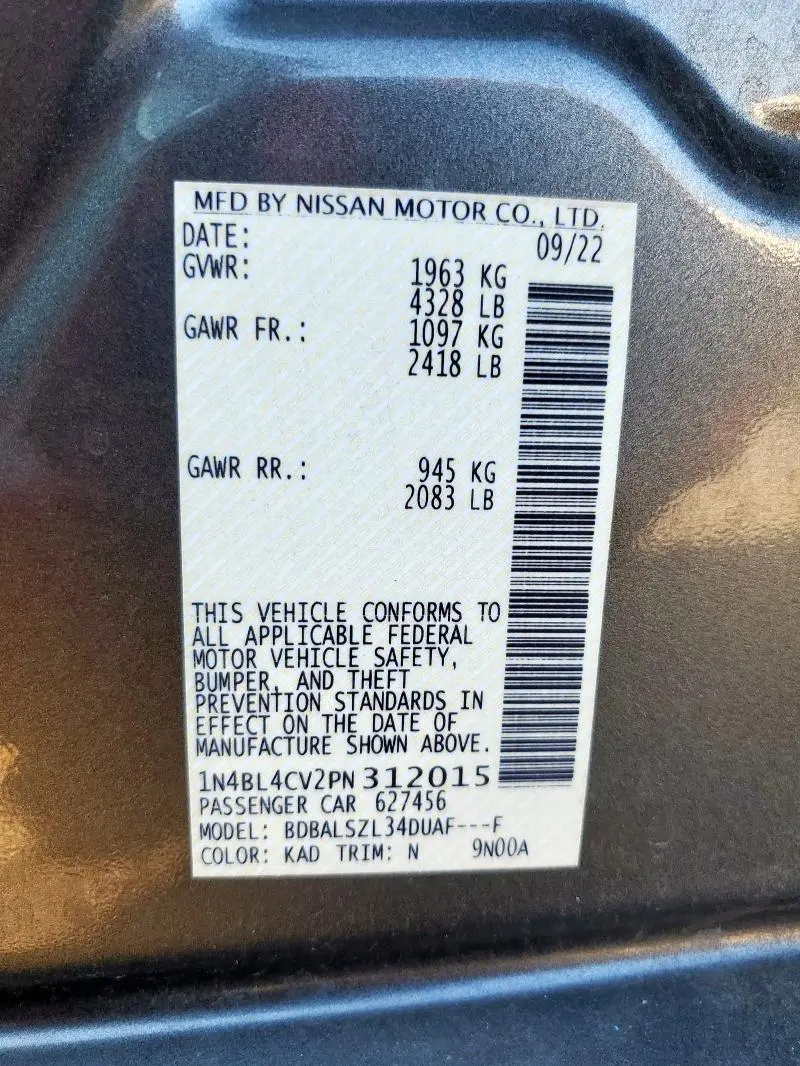 MFD BY NISSAN MOTOR CO., LTD.
DATE: 09/22
GVWR: 1963 KG
4328 LB
GAWR FR.: 1097 KG
2418 LB
GAWR RR.: 945 KG
2083 LB
THIS VEHICLE CONFORMS TO
ALL APPLICABLE FEDERAL
MOTOR VEHICLE SAFETY,
BUMPER, AND THEFT
PREVENTION STANDARDS IN
EFFECT ON THE DATE OF
MANUFACTURE SHOWN ABOVE.
1N4BL4CV2PN312015
PASSENGER CAR 627456
MODEL: BDBALSZL34DUAF---F
COLOR: KAD TRIM: N 9N00A